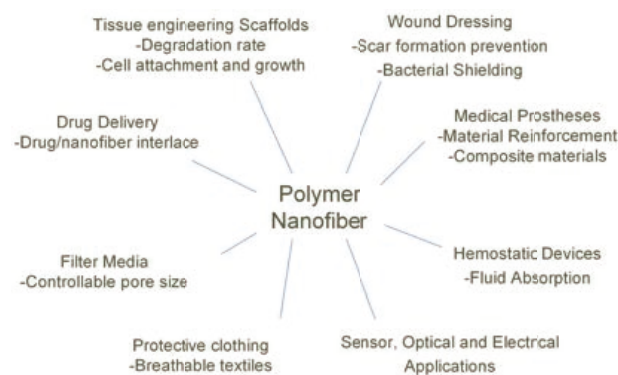 Tissue engineering Scaffolds
-Degradation rate
-Cell attachment and growth
Wound Dressing
-Scar formation prevention
-Bacterial Shielding
Drug Delivery
-Drug/nanofiber interlace
Medical Prostheses
-Material Reinforcement
-Composite materials
Polymer
Nanofiber
Filter Media
-Controllable pore size
Hemostatic Devices
-Fluid Absorption
Protective clothing
-Breathable textiles
Sensor, Optical and Electrical
Applications